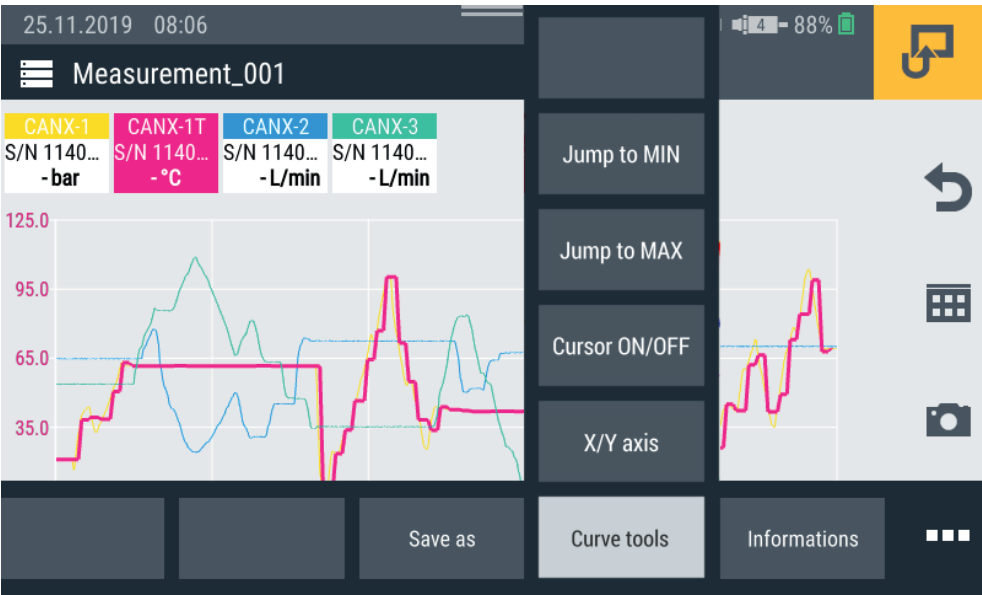 25.11.2019 08:06
4 88%
Measurement_001
CANX-1 CANX-1T CANX-2 CANX-3
S/N 1140... S/N 1140... S/N 1140... S/N 1140...
- bar - °C - L/min - L/min
125.0
95.0
65.0
35.0
Jump to MIN
Jump to MAX
Cursor ON/OFF
X/Y axis
Save as Curve tools Informations